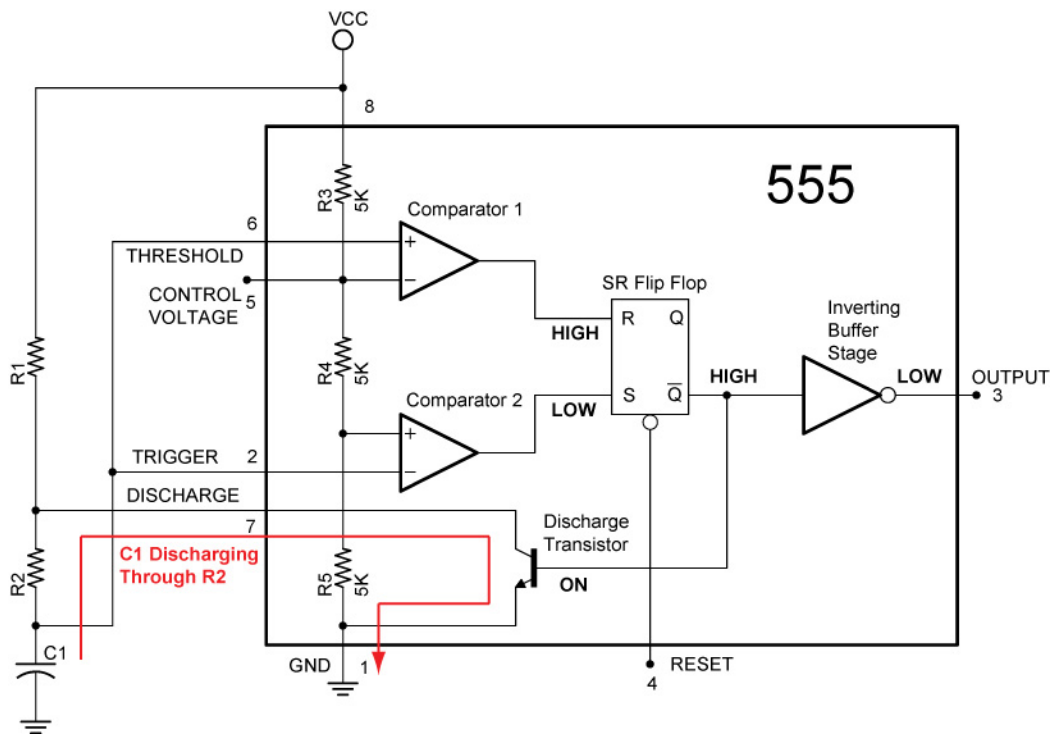 VCC
8
555
R3
5K
Comparator 1
6
THRESHOLD
+
−
CONTROL
VOLTAGE
5
SR Flip Flop
R
Q
HIGH
Inverting
Buffer
Stage
R1
R4
5K
Comparator 2
HIGH
LOW
OUTPUT
3
S
Q̅
LOW
+
−
TRIGGER
2
DISCHARGE
7
Discharge
Transistor
C1 Discharging
Through R2
R2
R5
5K
ON
C1
GND
1
RESET
4